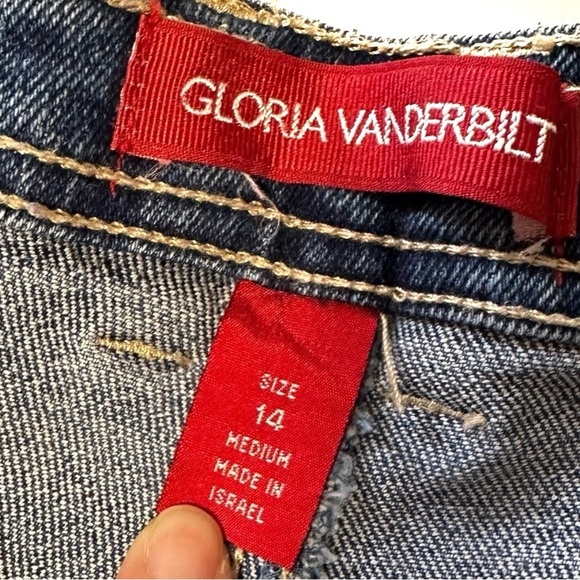 GLORIA VANDERBILT
SIZE
14
MEDIUM
MADE IN
ISRAEL